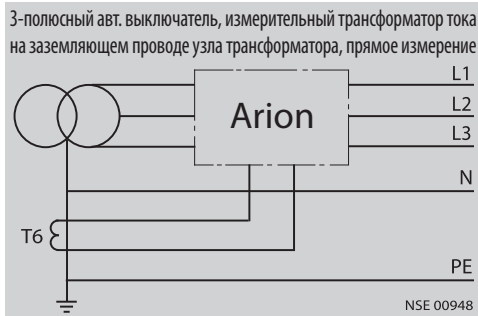 3-полюсный авт. выключатель, измерительный трансформатор тока
на заземляющем проводе узла трансформатора, прямое измерение
L1
Arion
L2
L3
N
T6
PE
NSE 00948